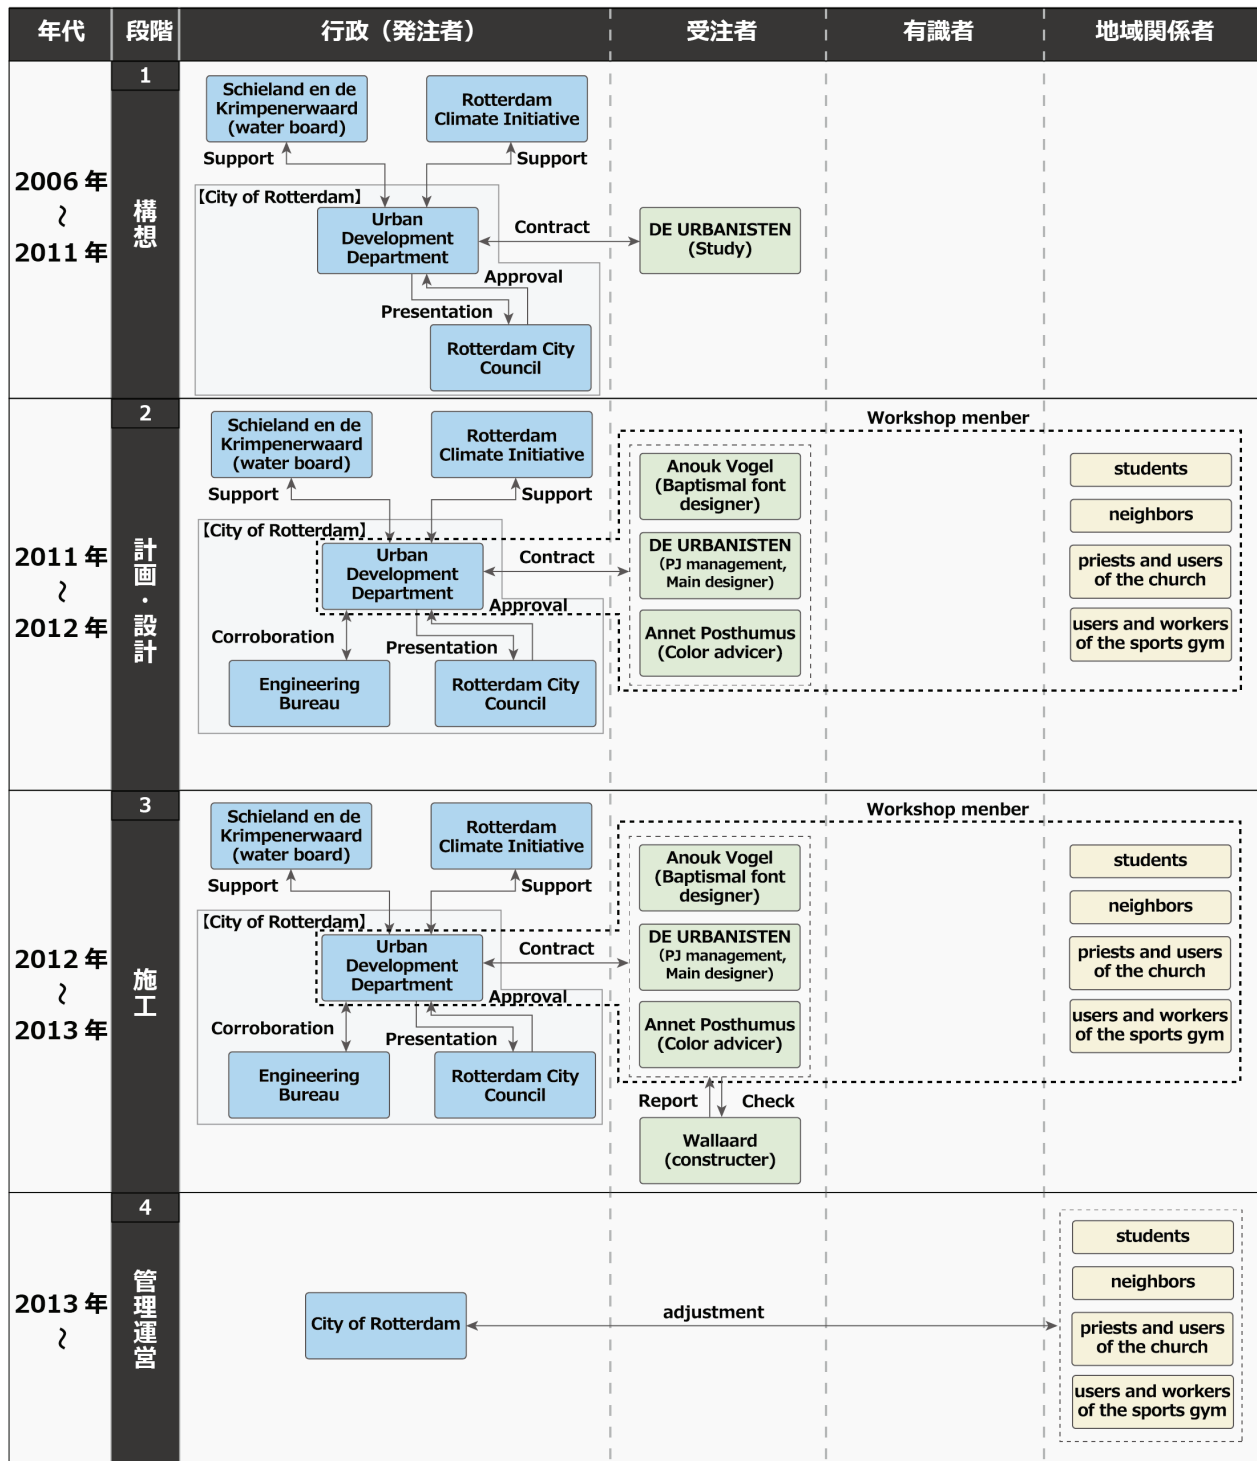 年代
段階
行政（発注者）
受注者
有識者
地域関係者
2006 年
～
2011 年
1
構想
Schieland en de
Krimpenerwaard
(water board)
Rotterdam
Climate Initiative
Support
Support
【City of Rotterdam】
Urban
Development
Department
Contract
DE URBANISTEN
(Study)
Approval
Presentation
Rotterdam City
Council
2011 年
～
2012 年
2
計画・設計
Schieland en de
Krimpenerwaard
(water board)
Rotterdam
Climate Initiative
Support
Support
【City of Rotterdam】
Urban
Development
Department
Contract
Approval
Corroboration
Presentation
Engineering
Bureau
Rotterdam City
Council
Workshop menber
Anouk Vogel
(Baptismal font
designer)
DE URBANISTEN
(PJ management,
Main designer)
Annet Posthumus
(Color advicer)
students
neighbors
priests and users
of the church
users and workers
of the sports gym
2012 年
～
2013 年
3
施工
Schieland en de
Krimpenerwaard
(water board)
Rotterdam
Climate Initiative
Support
Support
【City of Rotterdam】
Urban
Development
Department
Contract
Approval
Corroboration
Presentation
Engineering
Bureau
Rotterdam City
Council
Workshop menber
Anouk Vogel
(Baptismal font
designer)
DE URBANISTEN
(PJ management,
Main designer)
Annet Posthumus
(Color advicer)
Report
Check
Wallaard
(constructer)
students
neighbors
priests and users
of the church
users and workers
of the sports gym
2013 年
～
4
管理運営
City of Rotterdam
adjustment
students
neighbors
priests and users
of the church
users and workers
of the sports gym